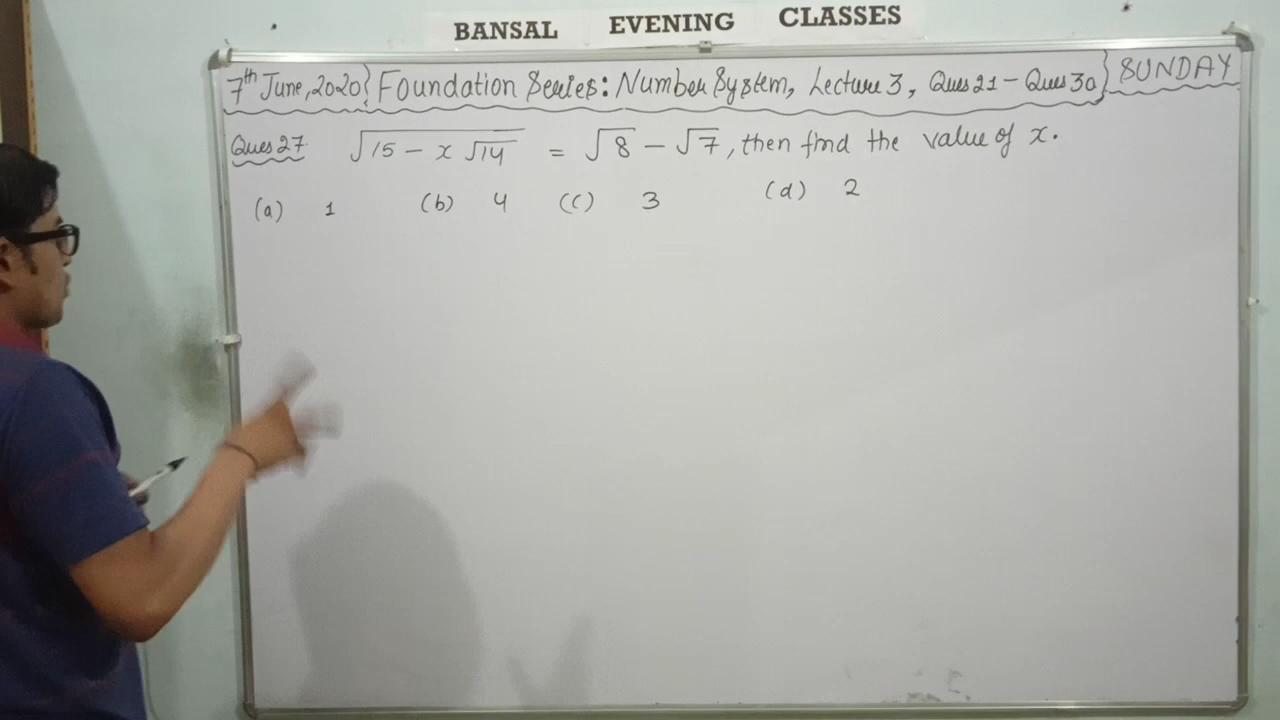 BANSAL EVENING CLASSES
7th June, 2020} Foundation Series: Number System, Lecture 3, Ques 21 - Ques 30} SUNDAY
Ques 27 √(15 - x √14) = √8 - √7, then find the value of x.
(a) 1 (b) 4 (c) 3 (d) 2